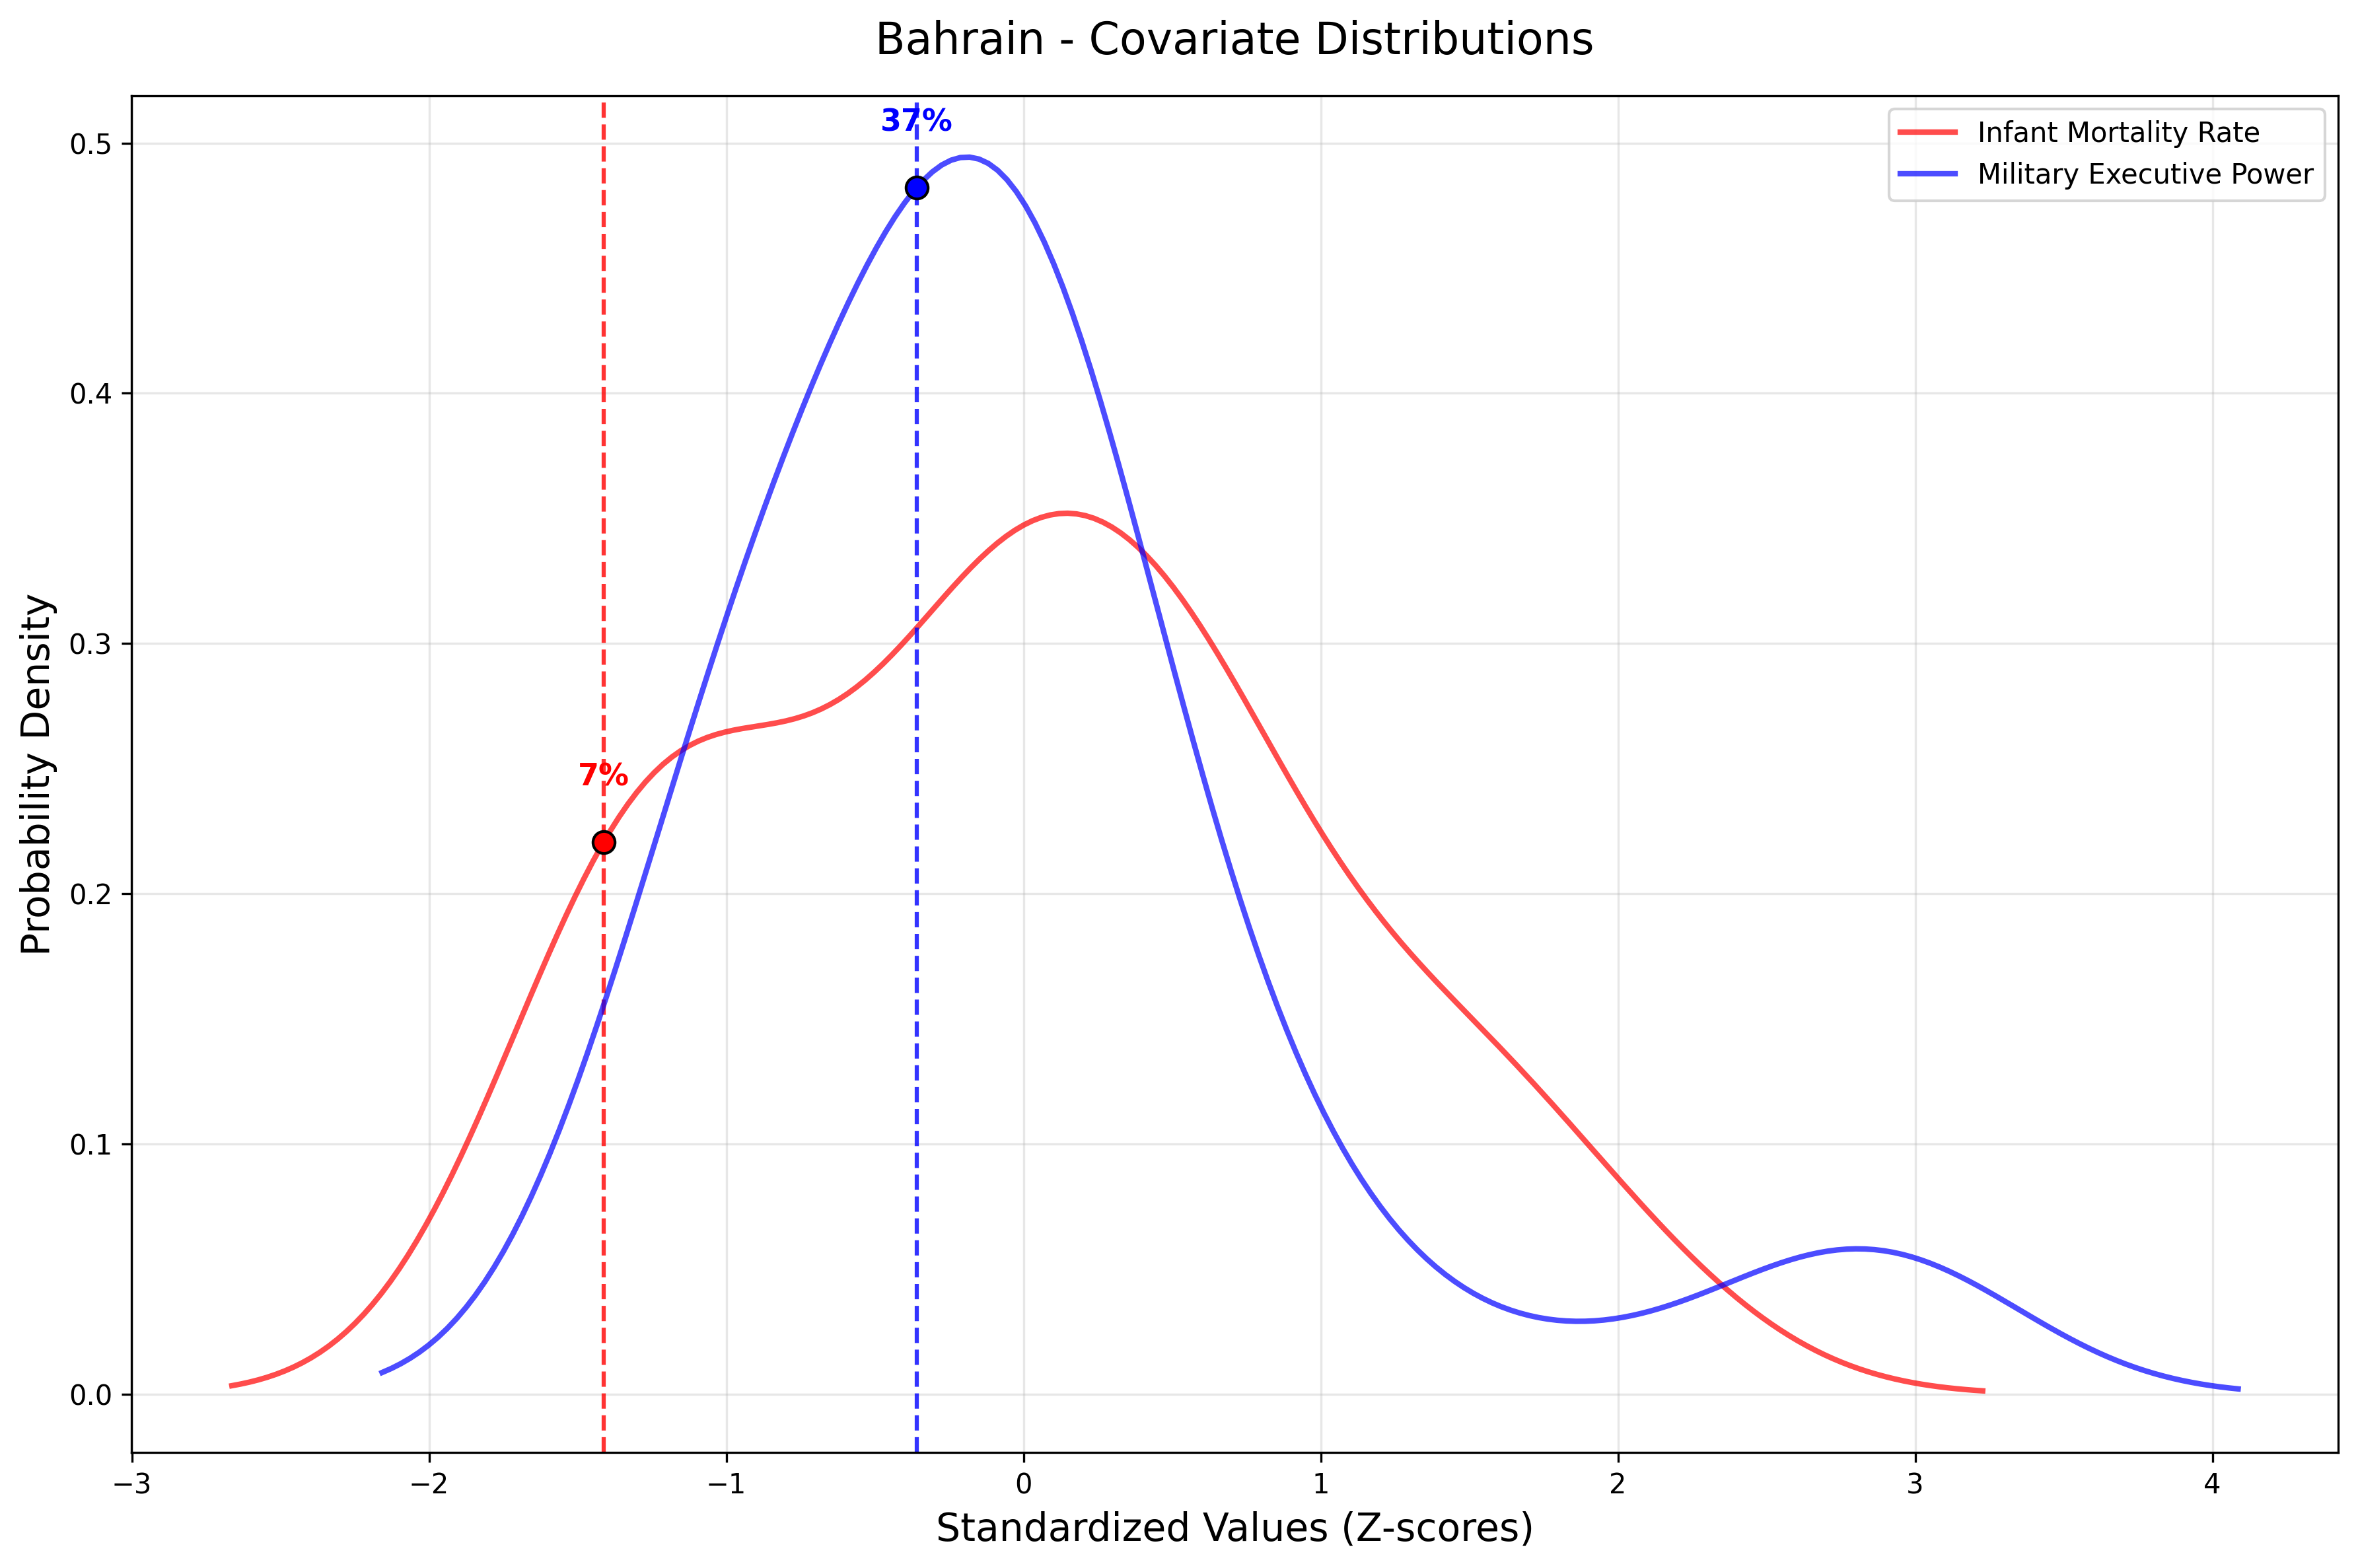 Bahrain - Covariate Distributions
37%
Infant Mortality Rate
Military Executive Power
7%
Probability Density
0.5
0.4
0.3
0.2
0.1
0.0
−3 −2 −1 0 1 2 3 4
Standardized Values (Z-scores)